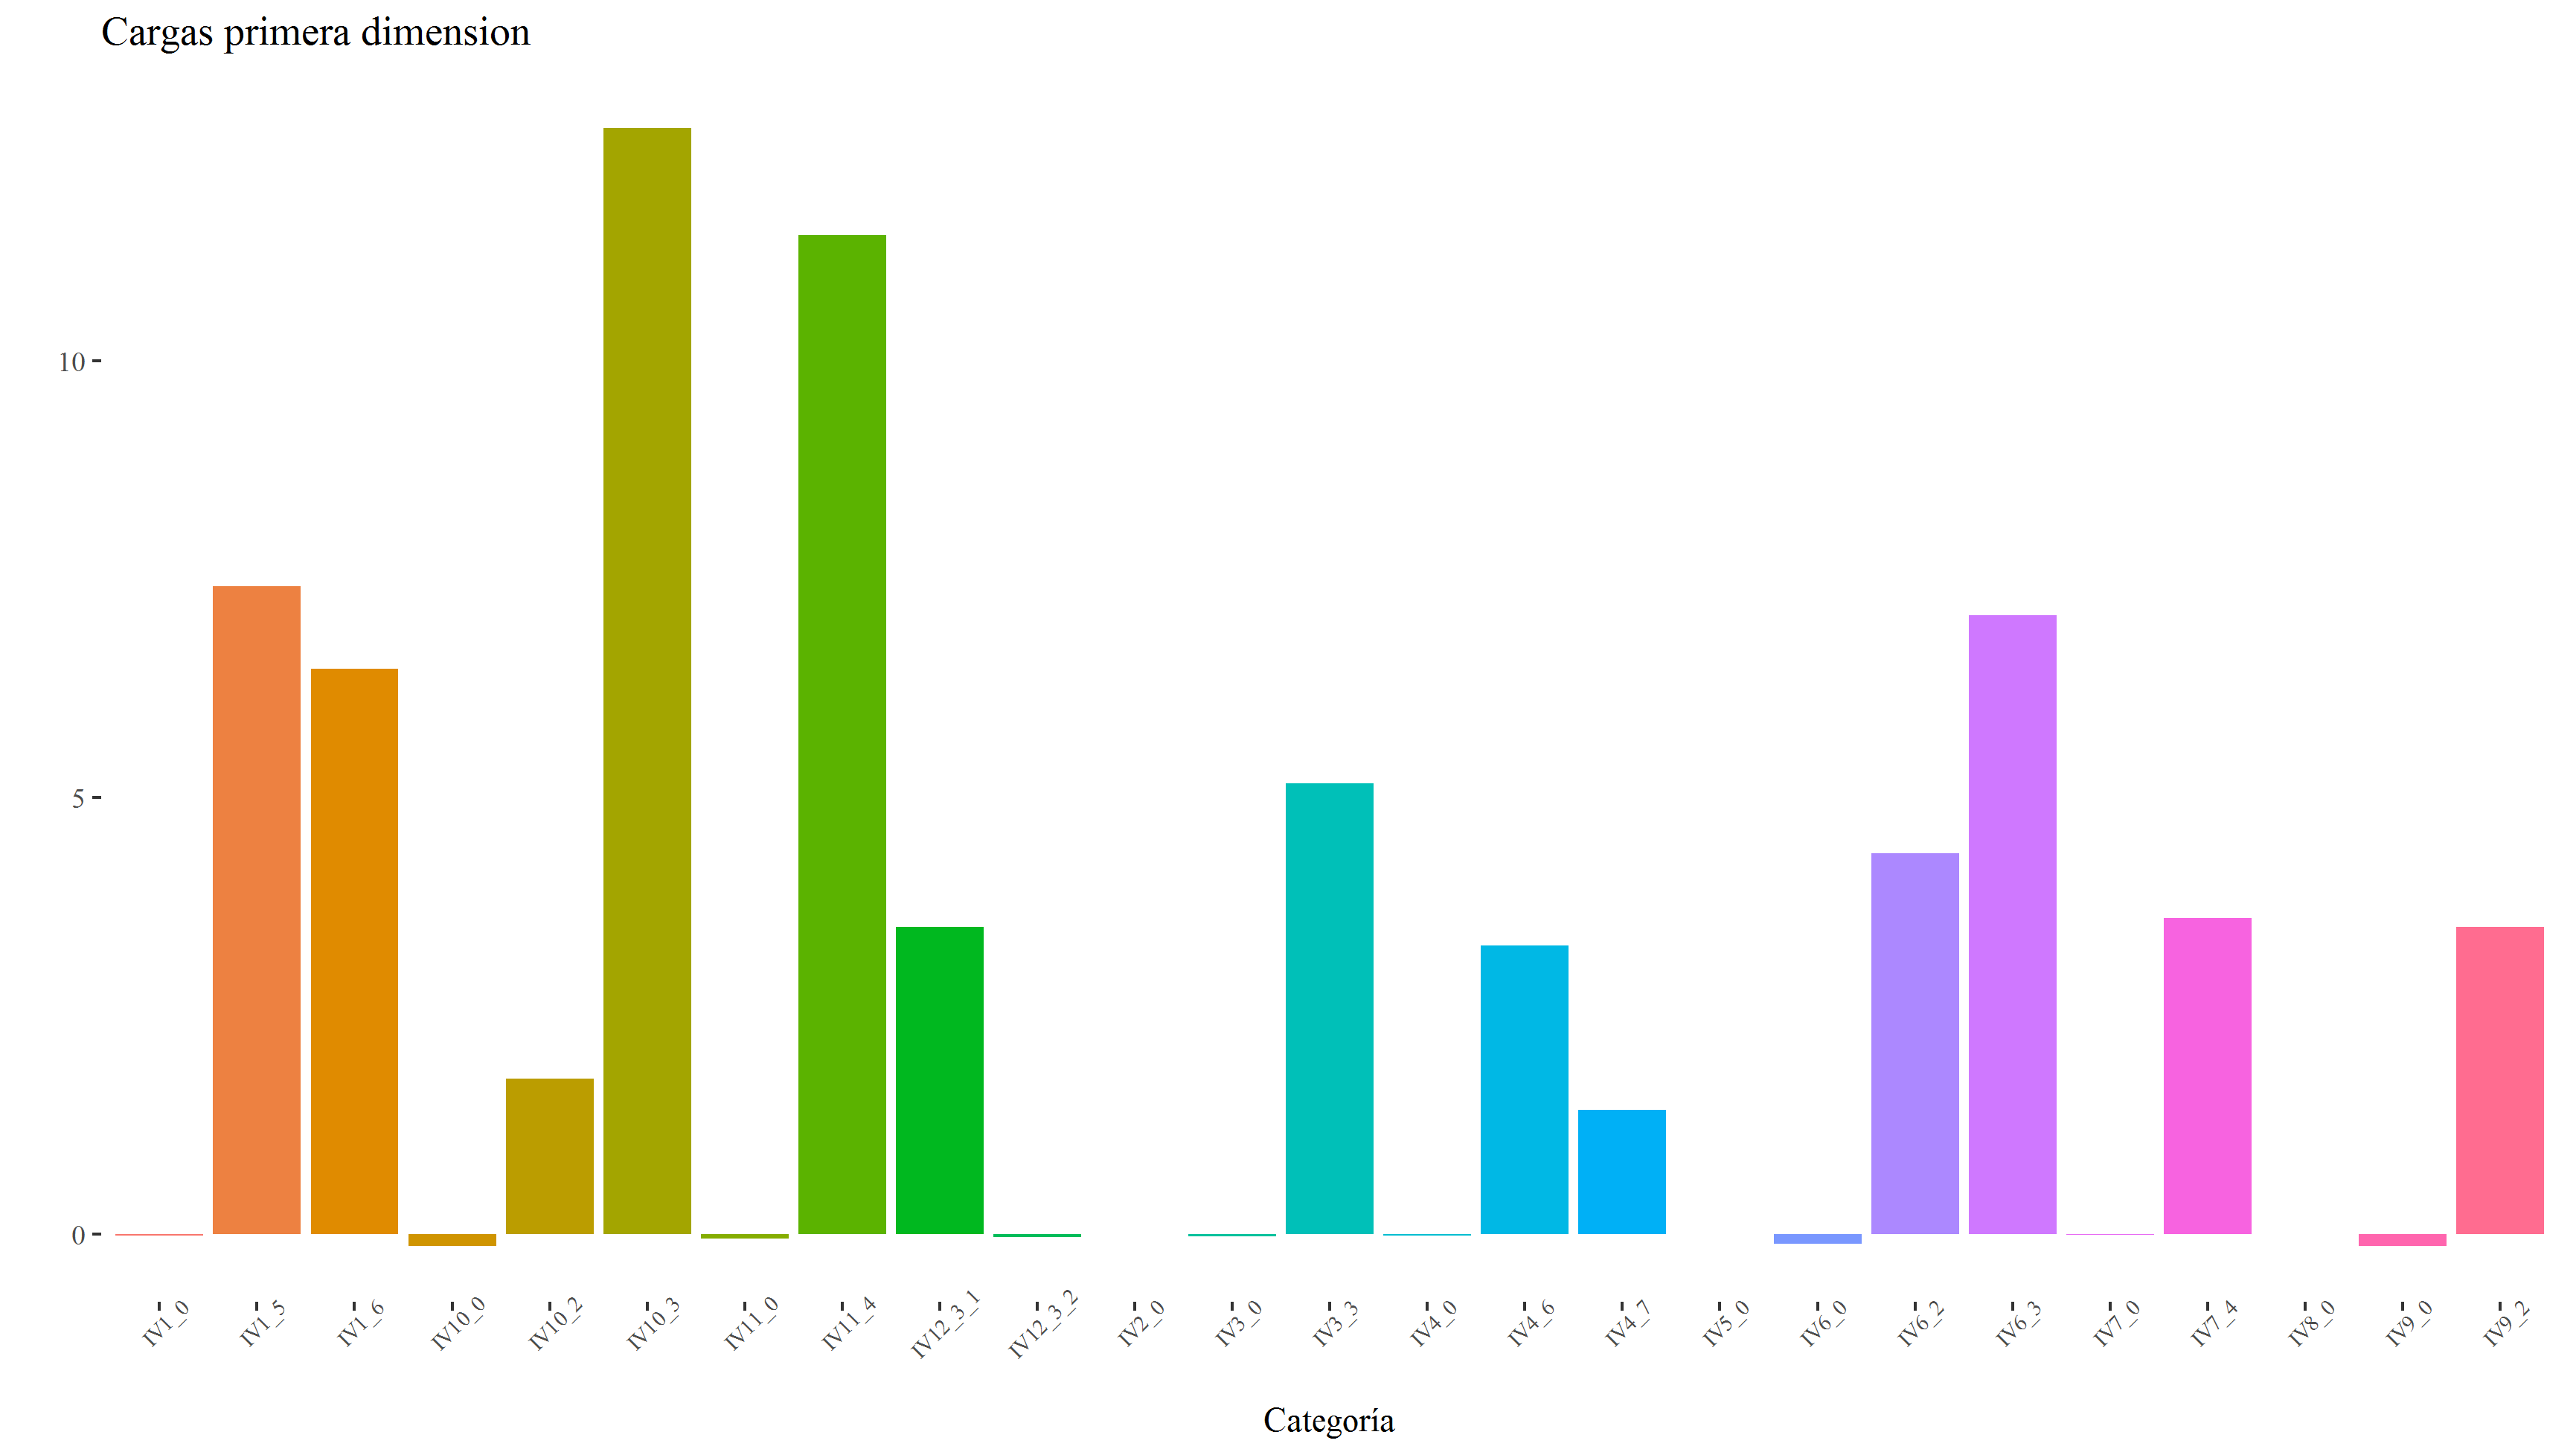 Cargas primera dimension
10
5
0
IV1_0 IV1_5 IV1_6 IV10_0 IV10_2 IV10_3 IV11_0 IV11_4 IV12_3_1 IV12_3_2 IV2_0 IV3_0 IV3_3 IV4_0 IV4_6 IV4_7 IV5_0 IV6_0 IV6_2 IV6_3 IV7_0 IV7_4 IV8_0 IV9_0 IV9_2
Categoría